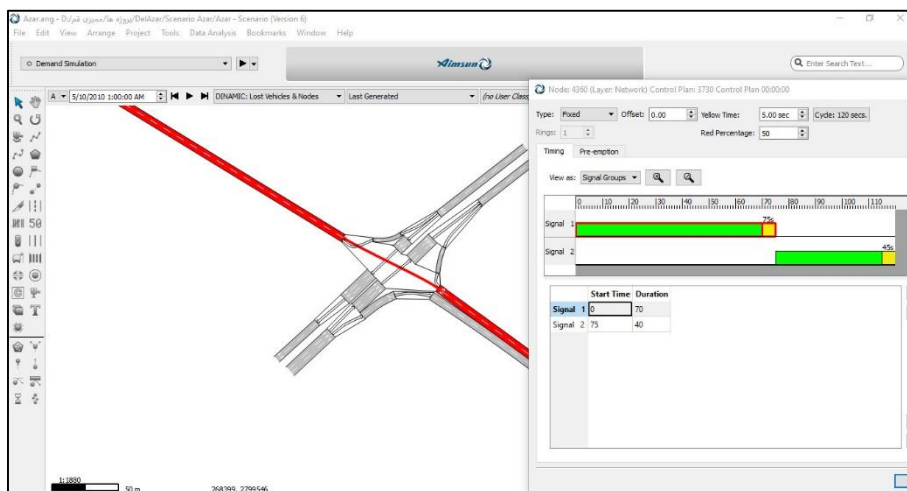 Azar.ang - D:/پروژه ها/ممیزی قم/DelAzar/Scenario Azar/Azar - Scenario (Version 6)
File Edit View Arrange Project Tools Data Analysis Bookmarks Window Help
Demand Simulation
Aimsun
Enter Search Text...
A 5/10/2010 1:00:00 AM DINAMIC: Lost Vehicles & Nodes Last Generated (no User Class
Node: 4360 (Layer: Network) Control Plan: 3730 Control Plan 00:00:00
Type: Fixed Offset: 0.00 Yellow Time: 5.00 sec Cycle: 120 secs.
Rings: 1 Red Percentage: 50
Timing Pre-emption
View as: Signal Groups
0 10 20 30 40 50 60 70 80 90 100 110
Signal 1 75s
Signal 2 45s
Start Time Duration
Signal 1 0 70
Signal 2 75 40
50
T
1:1880
50 m
268399, 2799546